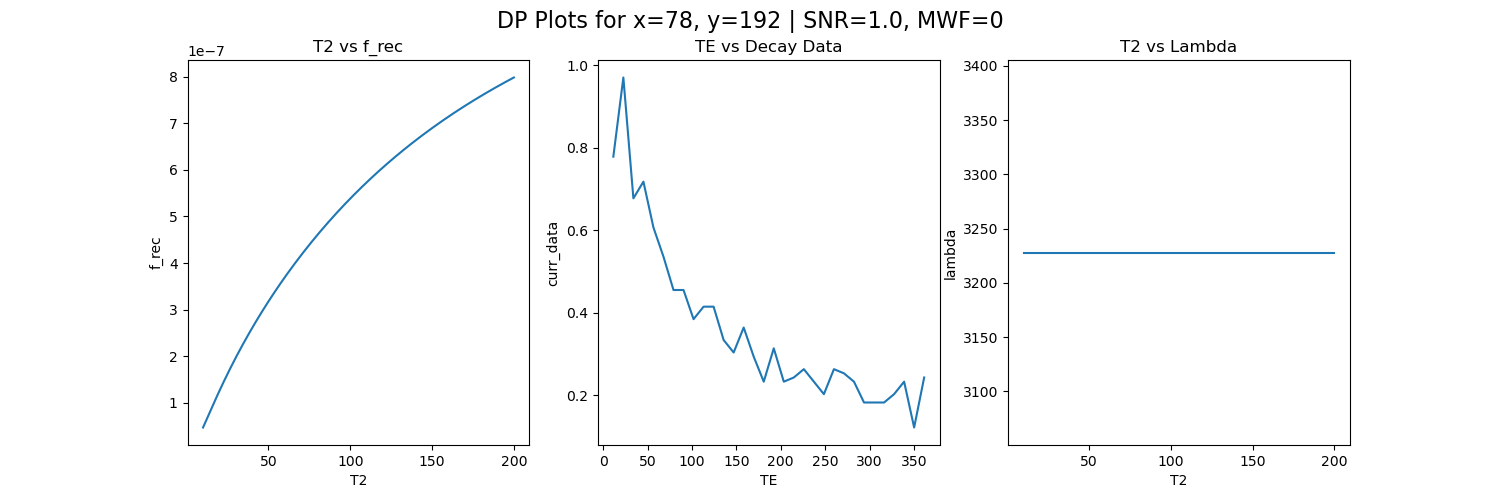 DP Plots for x=78, y=192 | SNR=1.0, MWF=0
T2 vs f_rec
1e−7
8
7
6
5
4
3
2
1
f_rec
50 100 150 200
T2
TE vs Decay Data
1.0
0.8
0.6
0.4
0.2
curr_data
0 50 100 150 200 250 300 350
TE
T2 vs Lambda
3400
3350
3300
3250
3200
3150
3100
lambda
50 100 150 200
T2